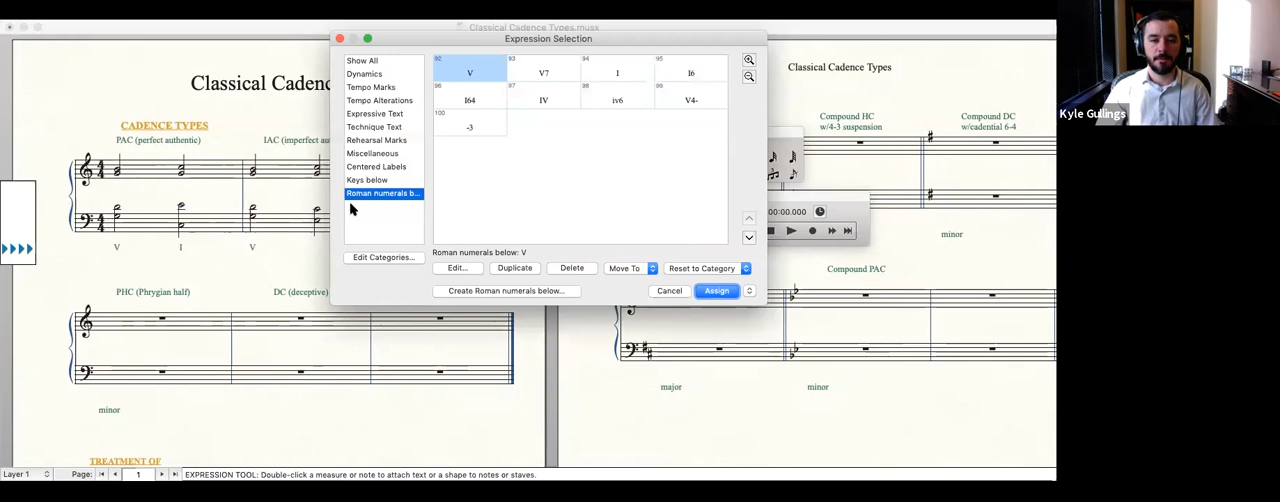 Classical Cadence Types.musx
Expression Selection
Show All
Dynamics
Tempo Marks
Tempo Alterations
Expressive Text
Technique Text
Rehearsal Marks
Miscellaneous
Centered Labels
Keys below
Roman numerals b...
Edit Categories...
92 V
93 V7
94 I
95 I6
96 I64
97 IV
98 iv6
99 V4-
100 -3
Roman numerals below: V
Edit...
Duplicate
Delete
Move To
Reset to Category
Create Roman numerals below...
Cancel
Assign
Classical Cadence
CADENCE TYPES
PAC (perfect authentic)
IAC (imperfect au
V
I
V
PHC (Phrygian half)
DC (deceptive)
minor
TREATMENT OF
Classical Cadence Types
Compound HC
w/4-3 suspension
Compound DC
w/cadential 6-4
00:00.000
minor
Compound PAC
major
minor
Kyle Gullings
Layer 1
Page:
1
EXPRESSION TOOL: Double-click a measure or note to attach text or a shape to notes or staves.